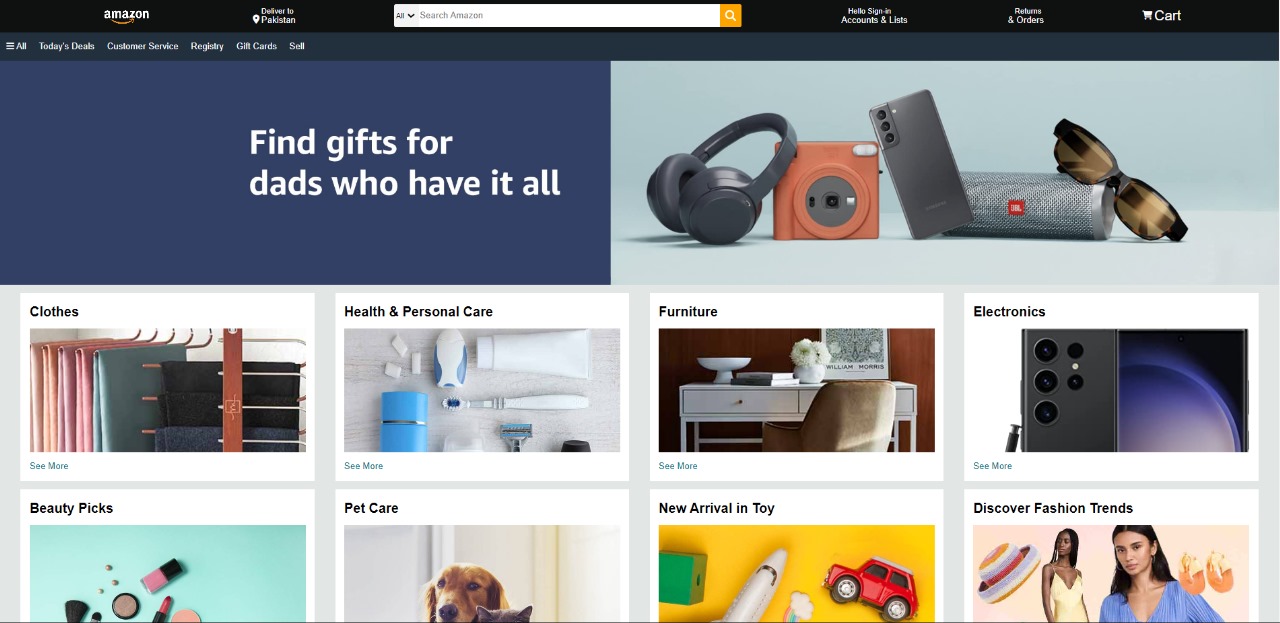 amazon
Deliver to
Pakistan
All
Search Amazon
Hello Sign-in
Accounts & Lists
Returns
& Orders
Cart
All
Today's Deals
Customer Service
Registry
Gift Cards
Sell
Find gifts for
dads who have it all
SAMSUNG
JBL
Clothes
Health & Personal Care
Furniture
Electronics
WILLIAM MORRIS
See More
See More
See More
See More
Beauty Picks
Pet Care
New Arrival in Toy
Discover Fashion Trends